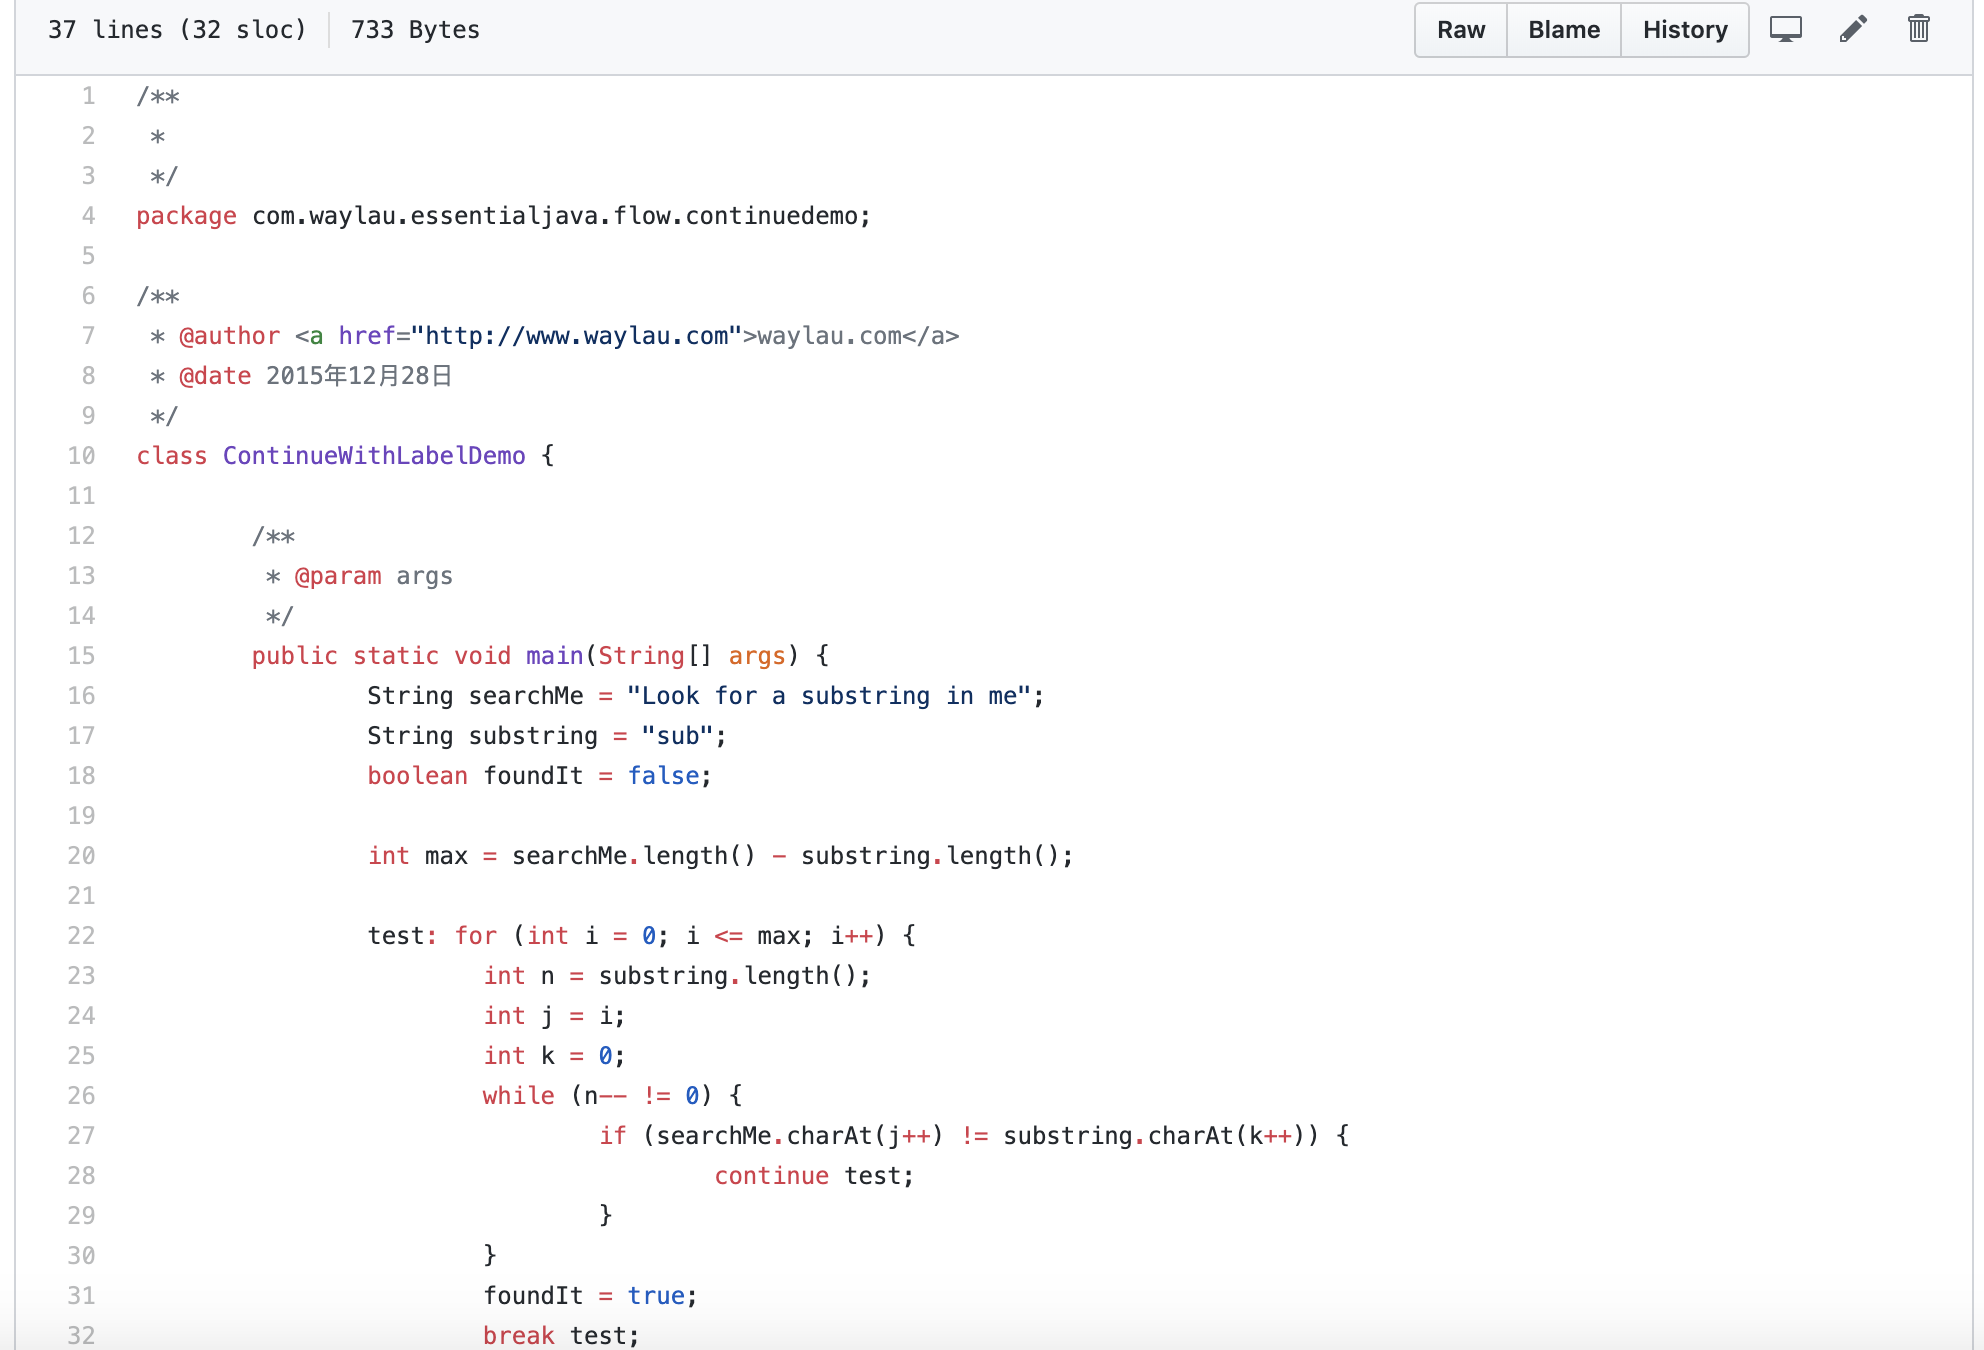 37 lines (32 sloc) 733 Bytes Raw Blame History
1 /**
2 *
3 */
4 package com.waylau.essentialjava.flow.continuedemo;
5
6 /**
7 * @author <a href="http://www.waylau.com">waylau.com</a>
8 * @date 2015年12月28日
9 */
10 class ContinueWithLabelDemo {
11
12 /**
13 * @param args
14 */
15 public static void main(String[] args) {
16 String searchMe = "Look for a substring in me";
17 String substring = "sub";
18 boolean foundIt = false;
19
20 int max = searchMe.length() - substring.length();
21
22 test: for (int i = 0; i <= max; i++) {
23 int n = substring.length();
24 int j = i;
25 int k = 0;
26 while (n-- != 0) {
27 if (searchMe.charAt(j++) != substring.charAt(k++)) {
28 continue test;
29 }
30 }
31 foundIt = true;
32 break test;